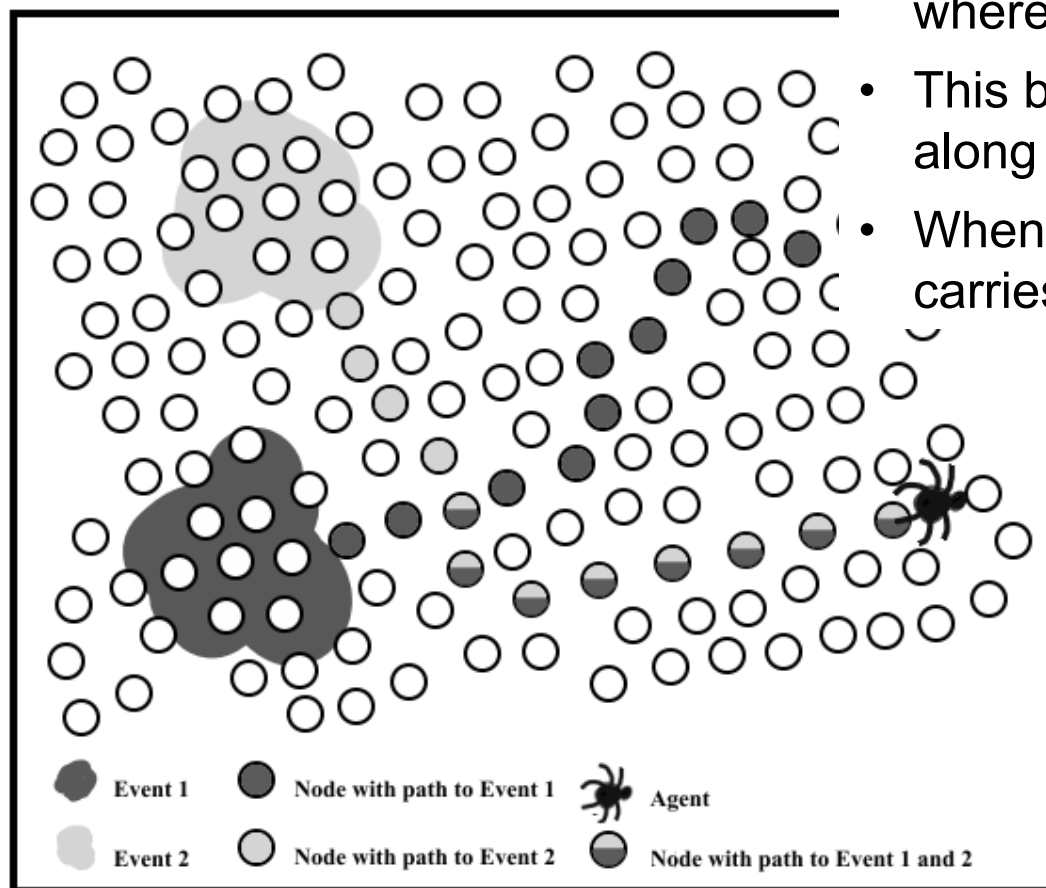 where
• This b
along
• When
carries
Event 1
Node with path to Event 1
Agent
Event 2
Node with path to Event 2
Node with path to Event 1 and 2